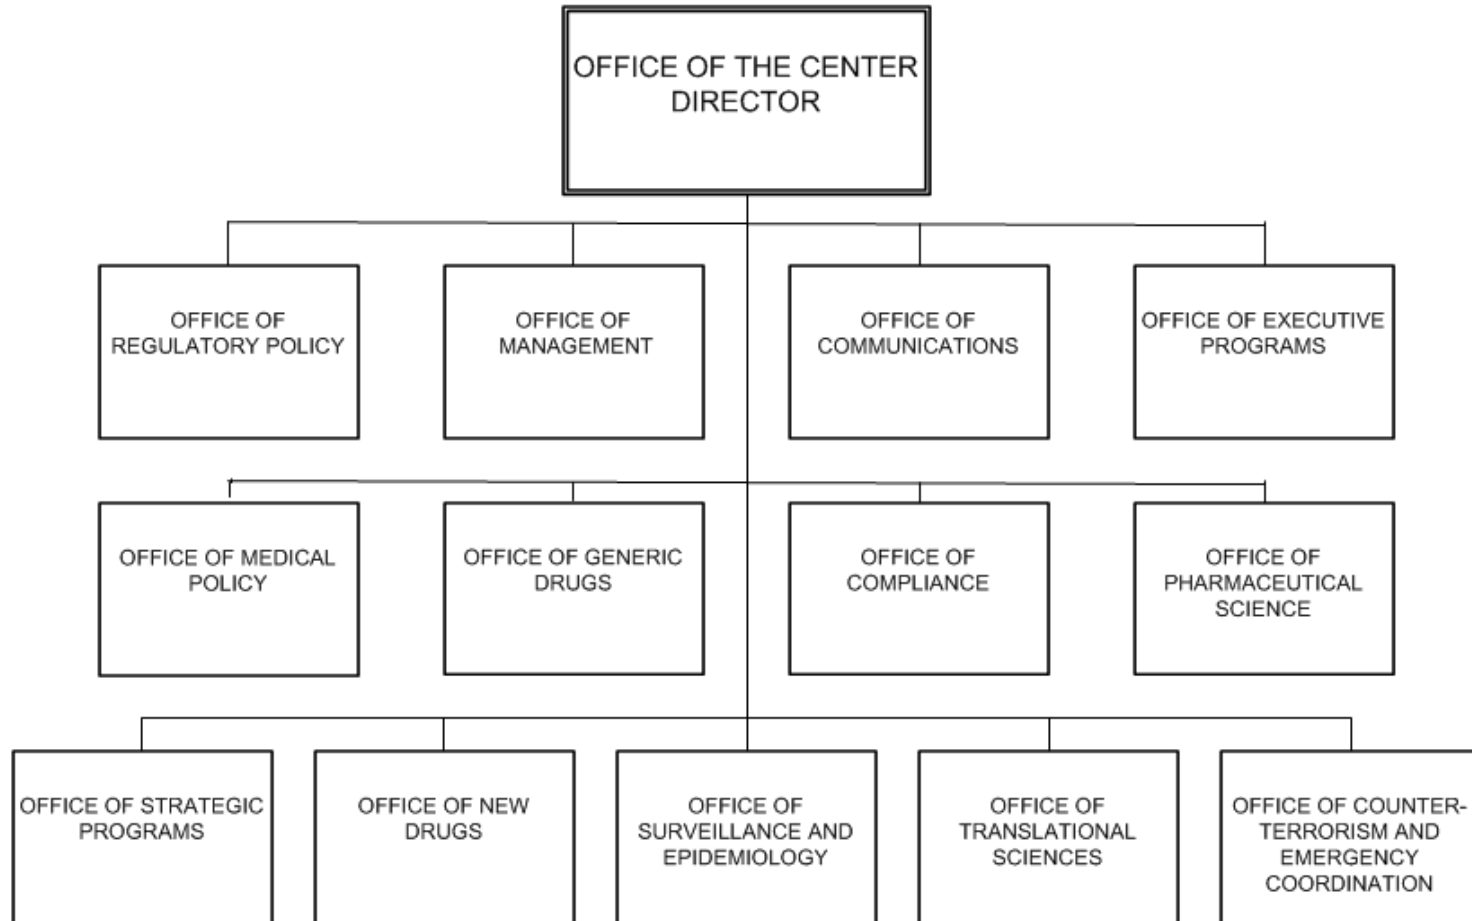 OFFICE OF THE CENTER
DIRECTOR
OFFICE OF
REGULATORY POLICY
OFFICE OF
MANAGEMENT
OFFICE OF
COMMUNICATIONS
OFFICE OF EXECUTIVE
PROGRAMS
OFFICE OF MEDICAL
POLICY
OFFICE OF GENERIC
DRUGS
OFFICE OF
COMPLIANCE
OFFICE OF
PHARMACEUTICAL
SCIENCE
OFFICE OF STRATEGIC
PROGRAMS
OFFICE OF NEW
DRUGS
OFFICE OF
SURVEILLANCE AND
EPIDEMIOLOGY
OFFICE OF
TRANSLATIONAL
SCIENCES
OFFICE OF COUNTER-
TERRORISM AND
EMERGENCY
COORDINATION